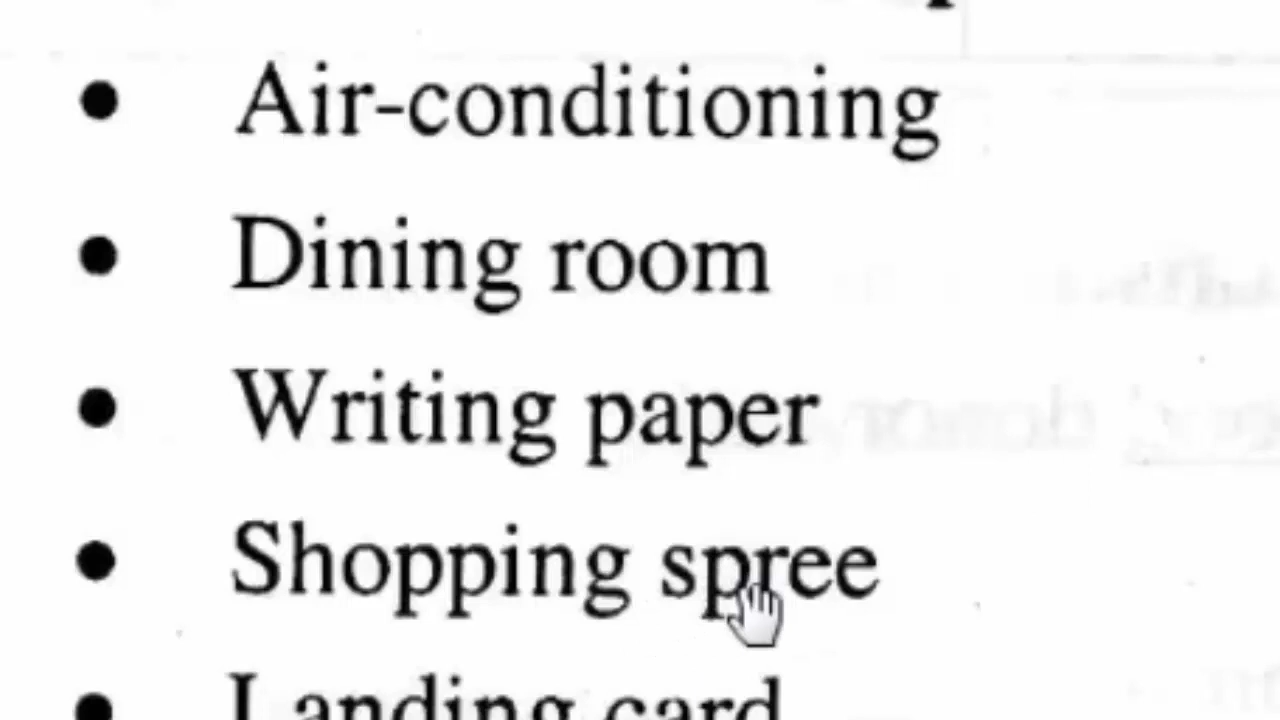 • Air-conditioning
• Dining room
• Writing paper
• Shopping spree
• Landing card